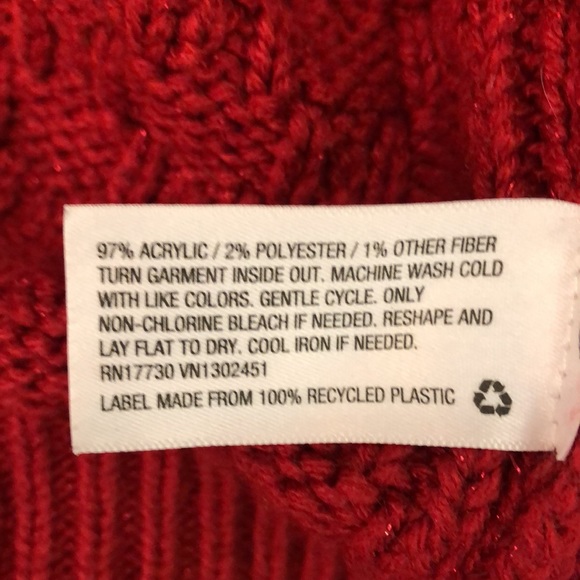 97% ACRYLIC / 2% POLYESTER / 1% OTHER FIBER
TURN GARMENT INSIDE OUT. MACHINE WASH COLD
WITH LIKE COLORS. GENTLE CYCLE. ONLY
NON-CHLORINE BLEACH IF NEEDED. RESHAPE AND
LAY FLAT TO DRY. COOL IRON IF NEEDED.
RN17730 VN1302451
LABEL MADE FROM 100% RECYCLED PLASTIC